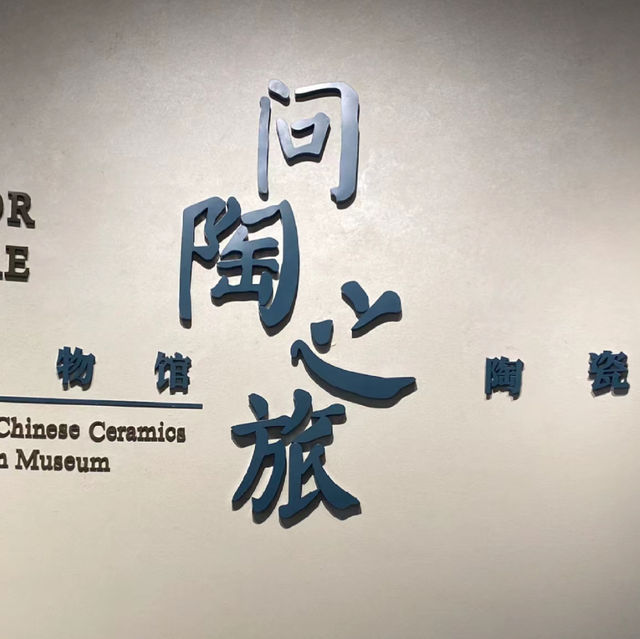 问
陶
之
旅
OR
物 馆
陶 瓷
Chinese Ceramics
Museum